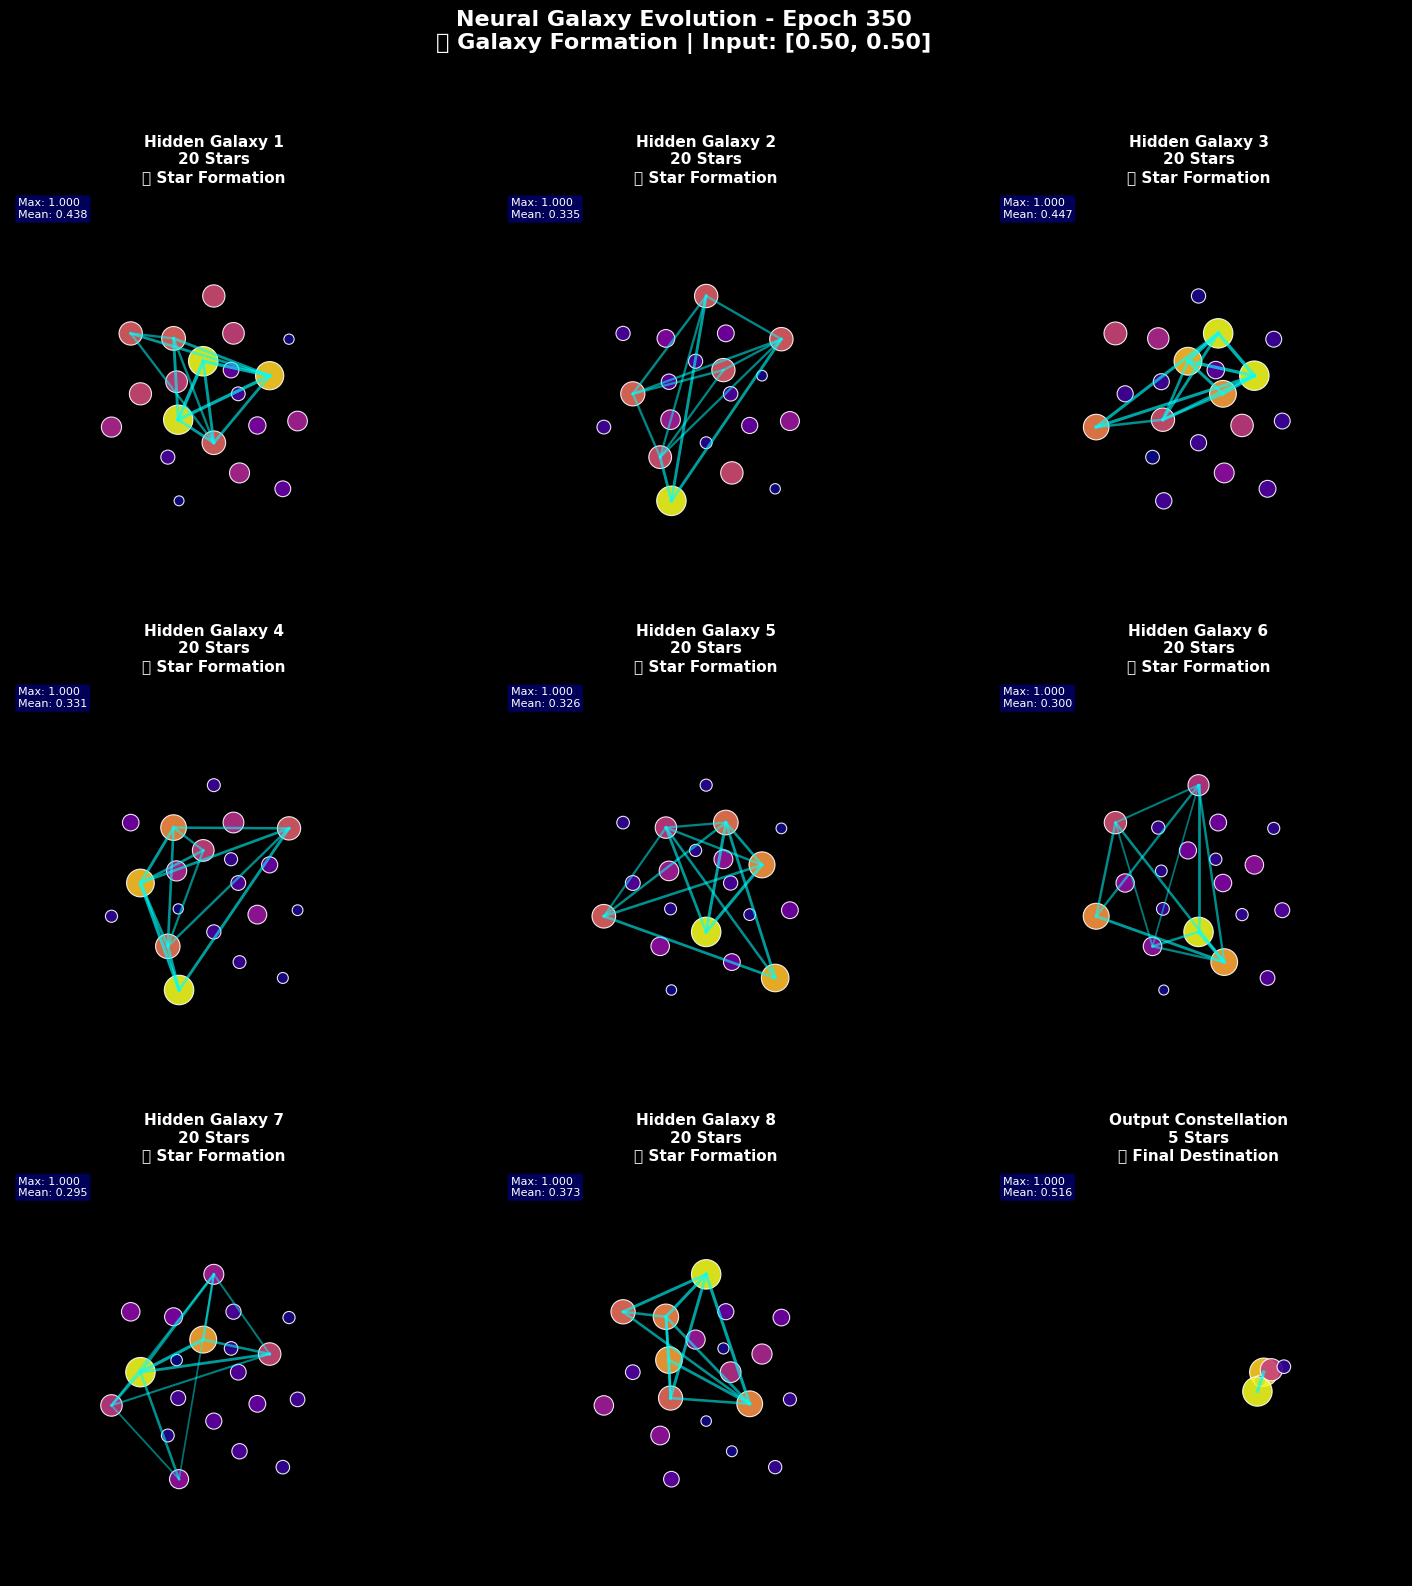 Neural Galaxy Evolution - Epoch 350
Galaxy Formation | Input: [0.50, 0.50]
Hidden Galaxy 1
20 Stars
Star Formation
Max: 1.000
Mean: 0.438
Hidden Galaxy 2
20 Stars
Star Formation
Max: 1.000
Mean: 0.335
Hidden Galaxy 3
20 Stars
Star Formation
Max: 1.000
Mean: 0.447
Hidden Galaxy 4
20 Stars
Star Formation
Max: 1.000
Mean: 0.331
Hidden Galaxy 5
20 Stars
Star Formation
Max: 1.000
Mean: 0.326
Hidden Galaxy 6
20 Stars
Star Formation
Max: 1.000
Mean: 0.300
Hidden Galaxy 7
20 Stars
Star Formation
Max: 1.000
Mean: 0.295
Hidden Galaxy 8
20 Stars
Star Formation
Max: 1.000
Mean: 0.373
Output Constellation
5 Stars
Final Destination
Max: 1.000
Mean: 0.516